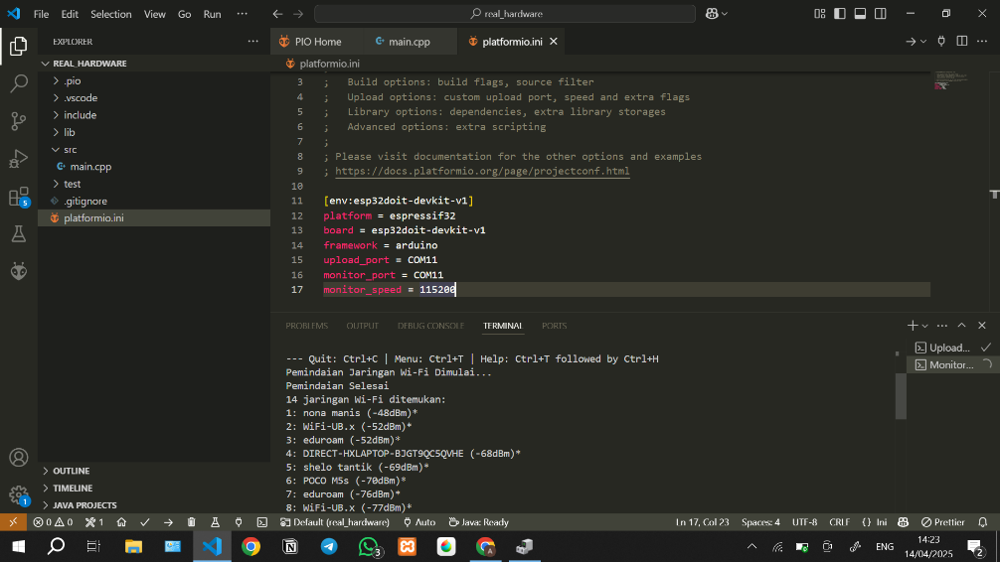 File Edit Selection View Go Run ···
real_hardware
EXPLORER ···
PIO Home
main.cpp
platformio.ini
REAL_HARDWARE
.pio
.vscode
include
lib
src
main.cpp
test
.gitignore
platformio.ini
OUTLINE
TIMELINE
JAVA PROJECTS
5
1
platformio.ini
3 ;   Build options: build flags, source filter
4 ;   Upload options: custom upload port, speed and extra flags
5 ;   Library options: dependencies, extra library storages
6 ;   Advanced options: extra scripting
7 ;
8 ; Please visit documentation for the other options and examples
9 ; https://docs.platformio.org/page/projectconf.html
10
11 [env:esp32doit-devkit-v1]
12 platform = espressif32
13 board = esp32doit-devkit-v1
14 framework = arduino
15 upload_port = COM11
16 monitor_port = COM11
17 monitor_speed = 115200
PROBLEMS OUTPUT DEBUG CONSOLE TERMINAL PORTS
--- Quit: Ctrl+C | Menu: Ctrl+T | Help: Ctrl+T followed by Ctrl+H
Pemindaian Jaringan Wi-Fi Dimulai...
Pemindaian Selesai
14 jaringan Wi-Fi ditemukan:
1: nona manis (-48dBm)*
2: WiFi-UB.x (-52dBm)*
3: eduroam (-52dBm)*
4: DIRECT-HXLAPTOP-BJGT9QC5QVHE (-68dBm)*
5: shelo tantik (-69dBm)*
6: POCO M5s (-70dBm)*
7: eduroam (-76dBm)*
8: WiFi-UB.x (-77dBm)*
Upload...
Monitor...
0 0 1 Default (real_hardware) Auto Java: Ready Ln 17, Col 23 Spaces: 4 UTF-8 CRLF {} Ini Prettier
3
A
ENG
14:23
14/04/2025
2